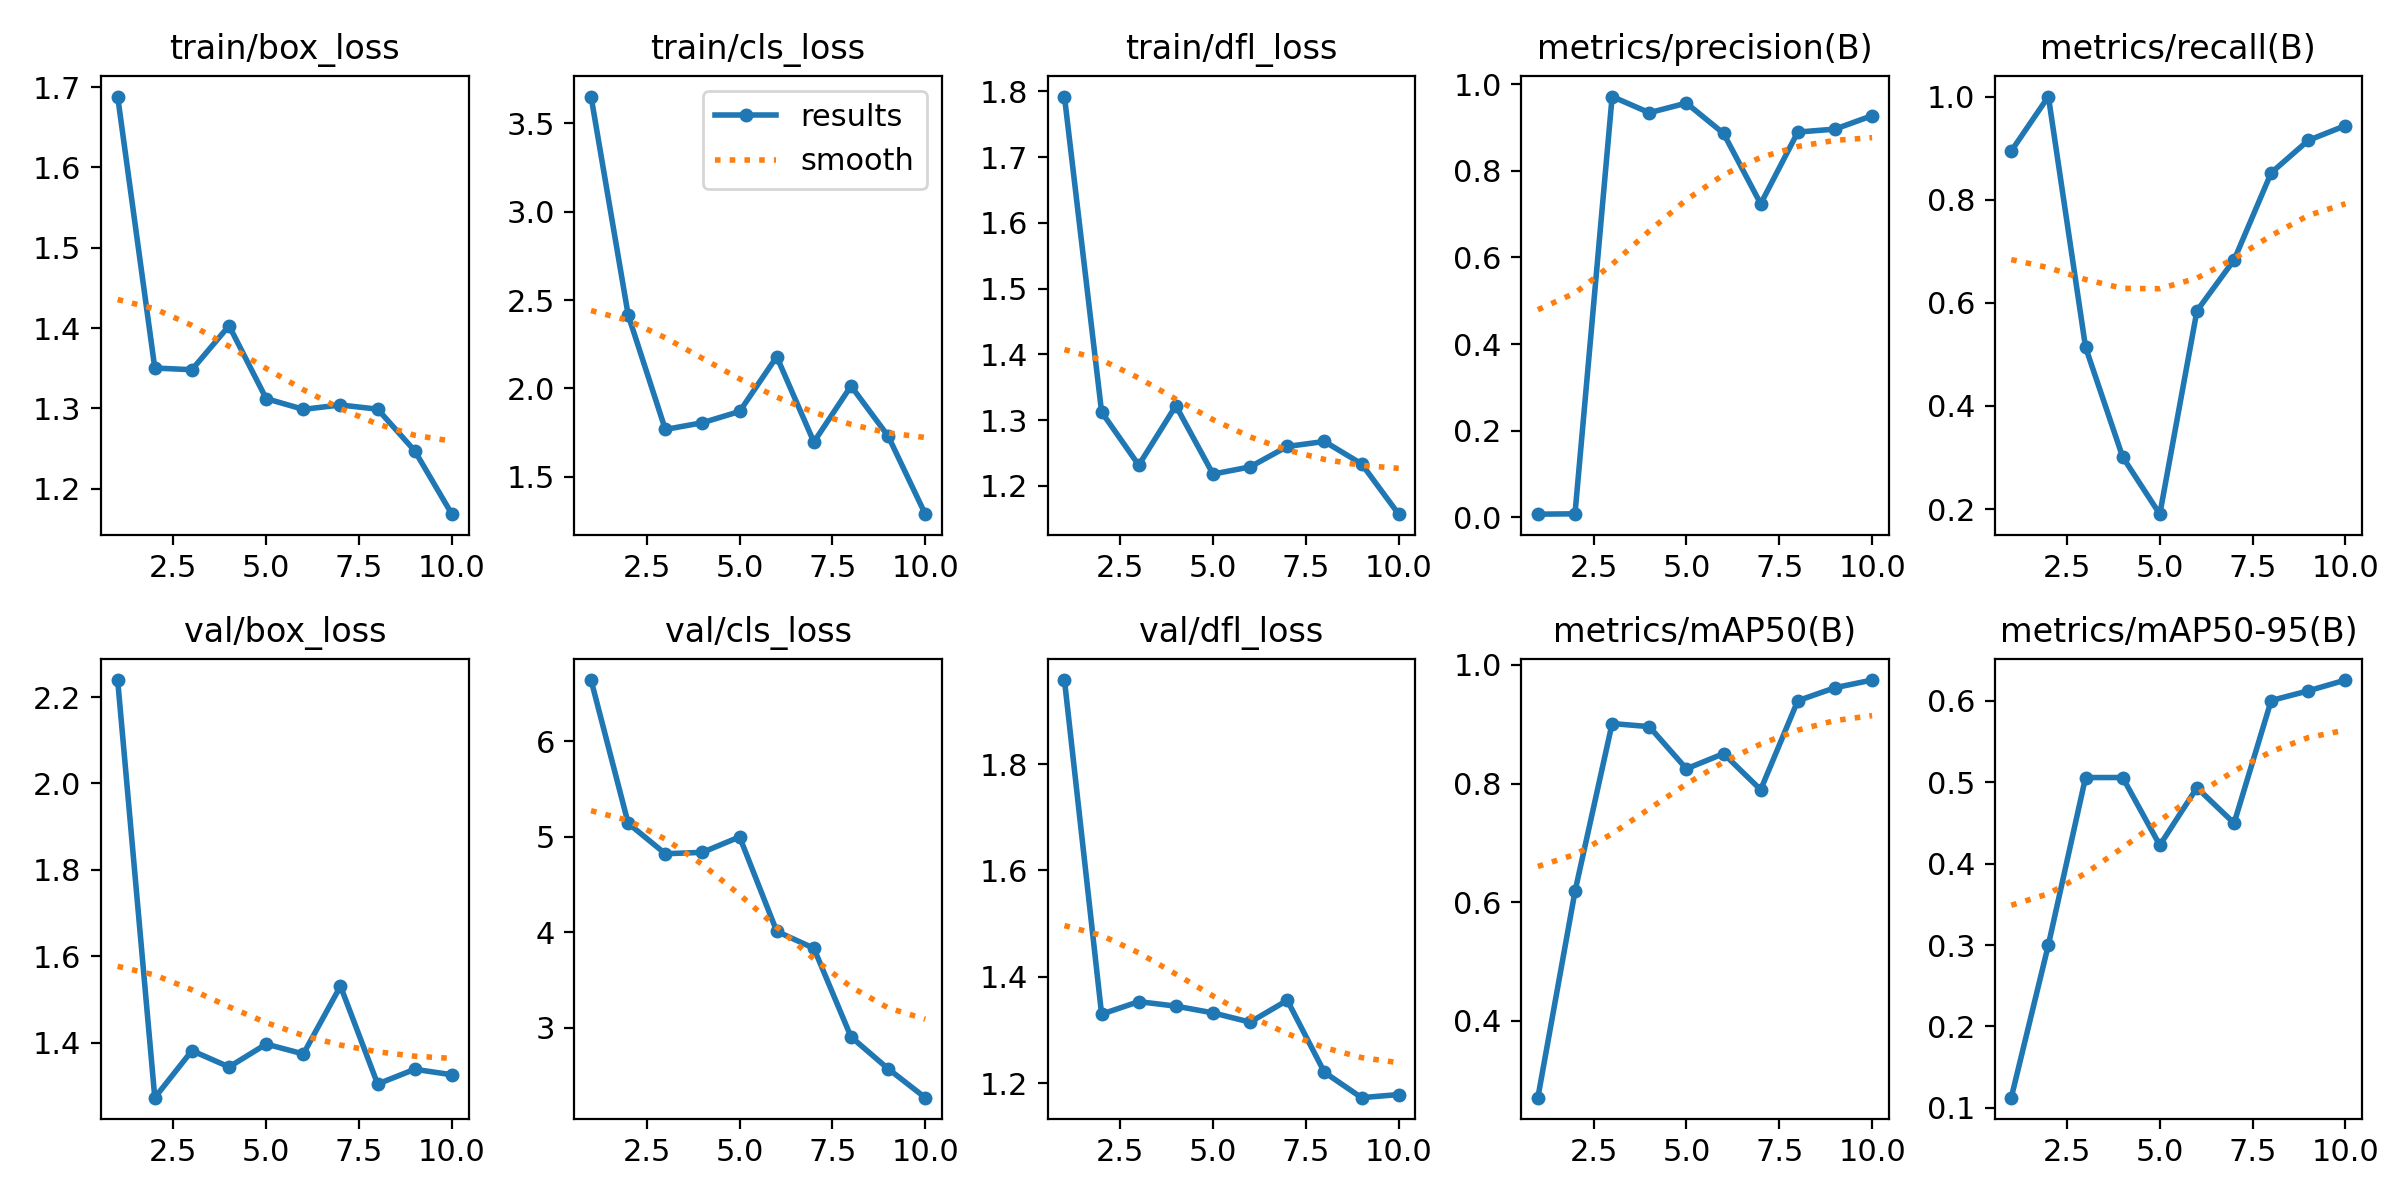 train/box_loss
1.7
1.6
1.5
1.4
1.3
1.2
2.5 5.0 7.5 10.0
train/cls_loss
results
smooth
3.5
3.0
2.5
2.0
1.5
2.5 5.0 7.5 10.0
train/dfl_loss
1.8
1.7
1.6
1.5
1.4
1.3
1.2
2.5 5.0 7.5 10.0
metrics/precision(B)
1.0
0.8
0.6
0.4
0.2
0.0
2.5 5.0 7.5 10.0
metrics/recall(B)
1.0
0.8
0.6
0.4
0.2
2.5 5.0 7.5 10.0
val/box_loss
2.2
2.0
1.8
1.6
1.4
2.5 5.0 7.5 10.0
val/cls_loss
6
5
4
3
2.5 5.0 7.5 10.0
val/dfl_loss
1.8
1.6
1.4
1.2
2.5 5.0 7.5 10.0
metrics/mAP50(B)
1.0
0.8
0.6
0.4
2.5 5.0 7.5 10.0
metrics/mAP50-95(B)
0.6
0.5
0.4
0.3
0.2
0.1
2.5 5.0 7.5 10.0